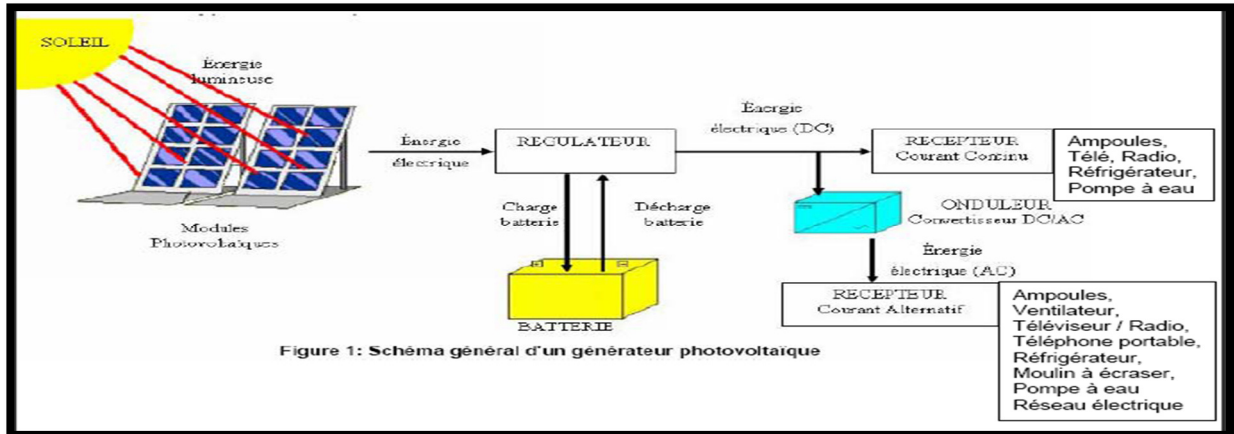 SOLEIL
Énergie
lumineuse
Modules
Photovoltaïques
Énergie
électrique
REGULATEUR
Charge
batterie
Décharge
batterie
BATTERIE
Énergie
électrique (DC)
RECEPTEUR
Courant Continu
Ampoules,
Télé, Radio,
Réfrigérateur,
Pompe à eau
ONDULEUR
Convertisseur DC/AC
Énergie
électrique (AC)
RECEPTEUR
Courant Alternatif
Ampoules,
Ventilateur,
Téléviseur / Radio,
Téléphone portable,
Réfrigérateur,
Moulin à écraser,
Pompe à eau
Réseau électrique
Figure 1: Schéma général d'un générateur photovoltaïque